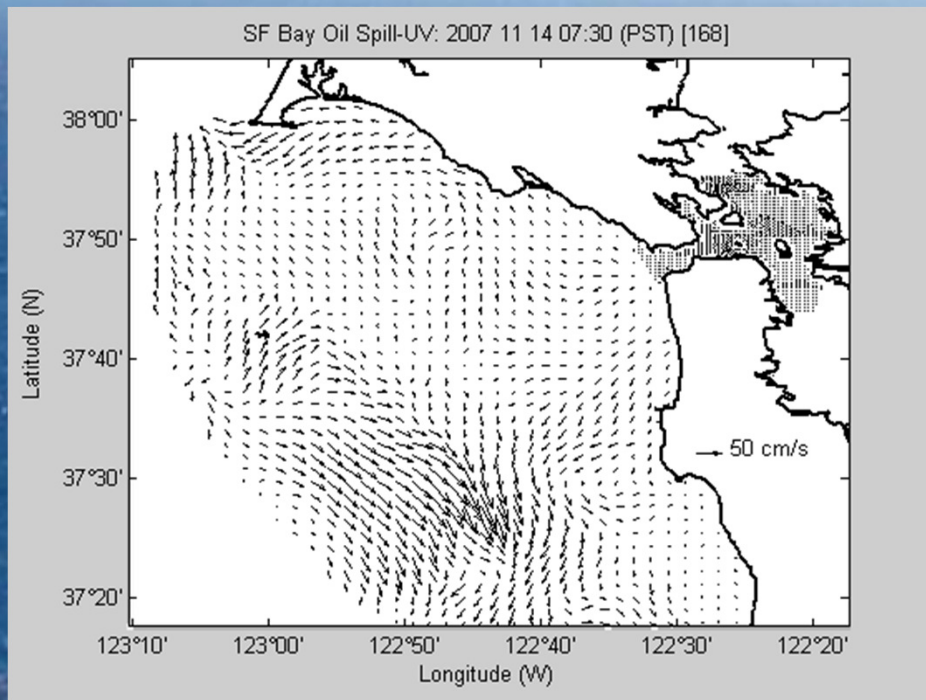 SF Bay Oil Spill-UV: 2007 11 14 07:30 (PST) [168]
38°00'
37°50'
37°40'
37°30'
37°20'
Latitude (N)
50 cm/s
123°10' 123°00' 122°50' 122°40' 122°30' 122°20'
Longitude (W)